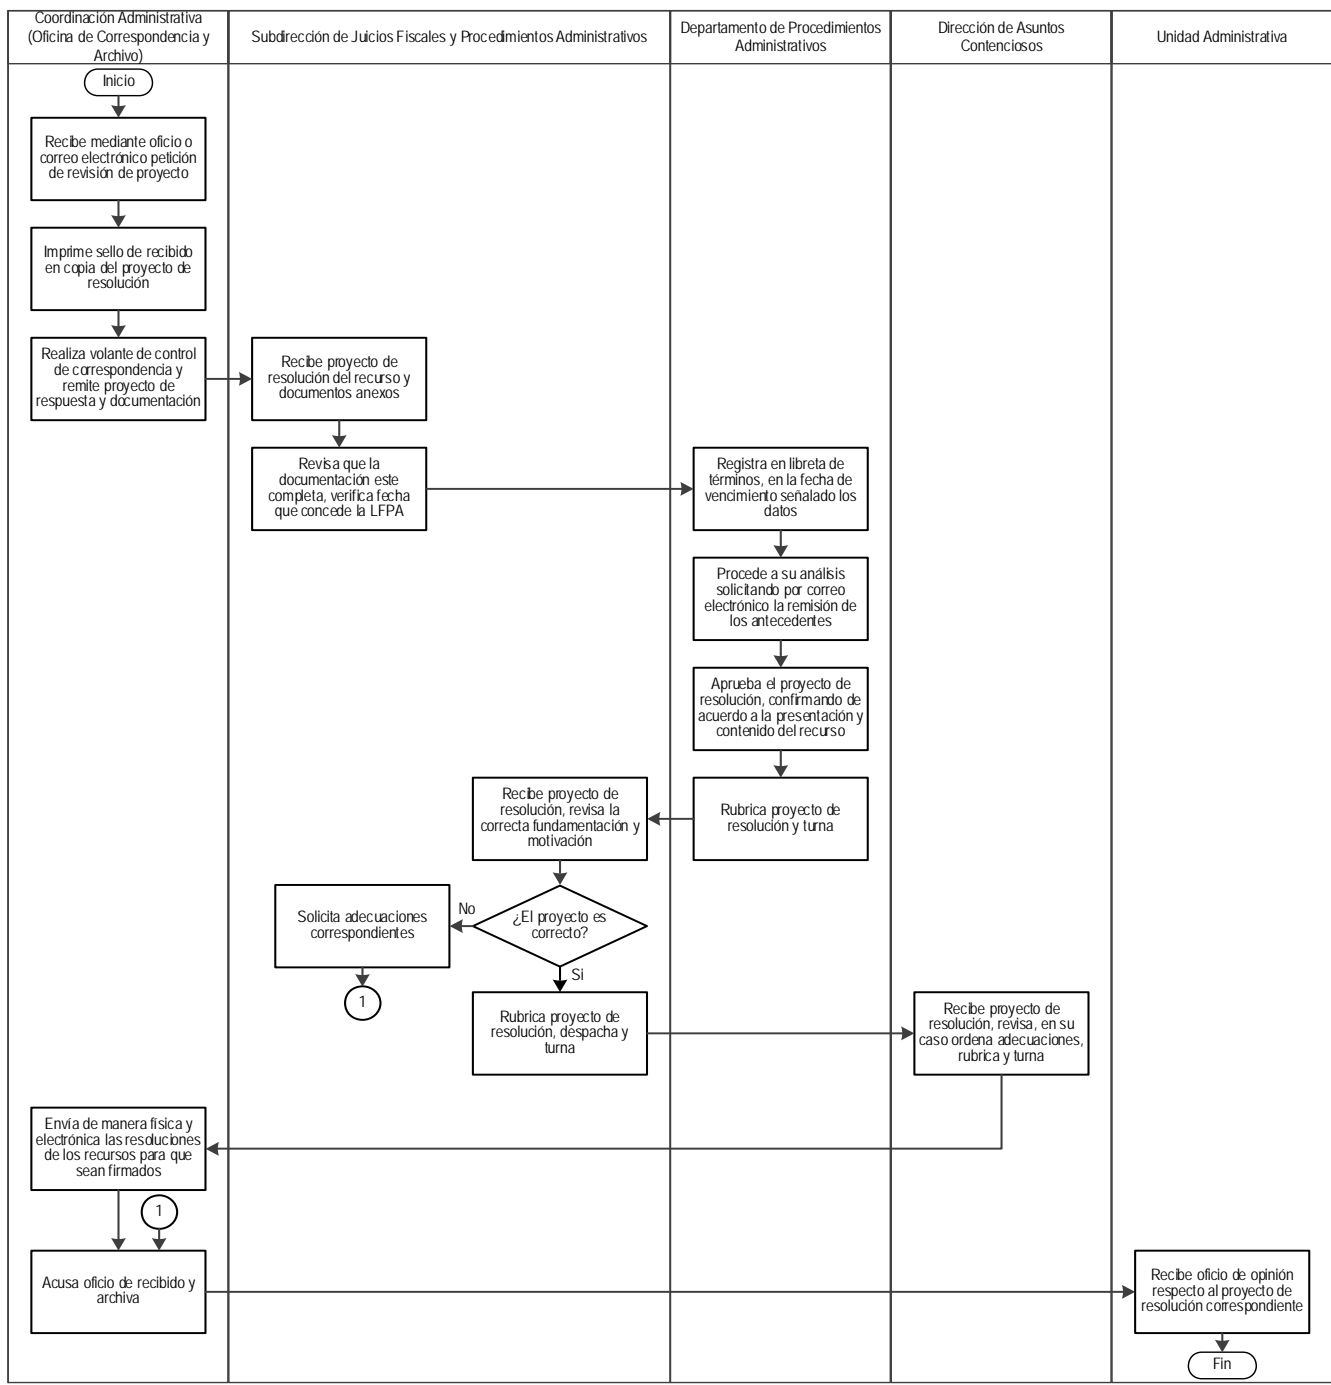 Coordinación Administrativa
(Oficina de Correspondencia y
Archivo)
Subdirección de Juicios Fiscales y Procedimientos Administrativos
Departamento de Procedimientos
Administrativos
Dirección de Asuntos
Contenciosos
Unidad Administrativa
Inicio
Recibe mediante oficio o
correo electrónico petición
de revisión de proyecto
Imprime sello de recibido
en copia del proyecto de
resolución
Realiza volante de control
de correspondencia y
remite proyecto de
respuesta y documentación
Recibe proyecto de
resolución del recurso y
documentos anexos
Revisa que la
documentación este
completa, verifica fecha
que concede la LFPA
Registra en libreta de
términos, en la fecha de
vencimiento señalado los
datos
Procede a su análisis
solicitando por correo
electrónico la remisión de
los antecedentes
Aprueba el proyecto de
resolución, confirmando de
acuerdo a la presentación y
contenido del recurso
Rubrica proyecto de
resolución y turna
Recibe proyecto de
resolución, revisa la
correcta fundamentación y
motivación
¿El proyecto es
correcto?
No
Solicita adecuaciones
correspondientes
1
Si
Rubrica proyecto de
resolución, despacha y
turna
Recibe proyecto de
resolución, revisa, en su
caso ordena adecuaciones,
rubrica y turna
Envía de manera física y
electrónica las resoluciones
de los recursos para que
sean firmados
1
Acusa oficio de recibido y
archiva
Recibe oficio de opinión
respecto al proyecto de
resolución correspondiente
Fin